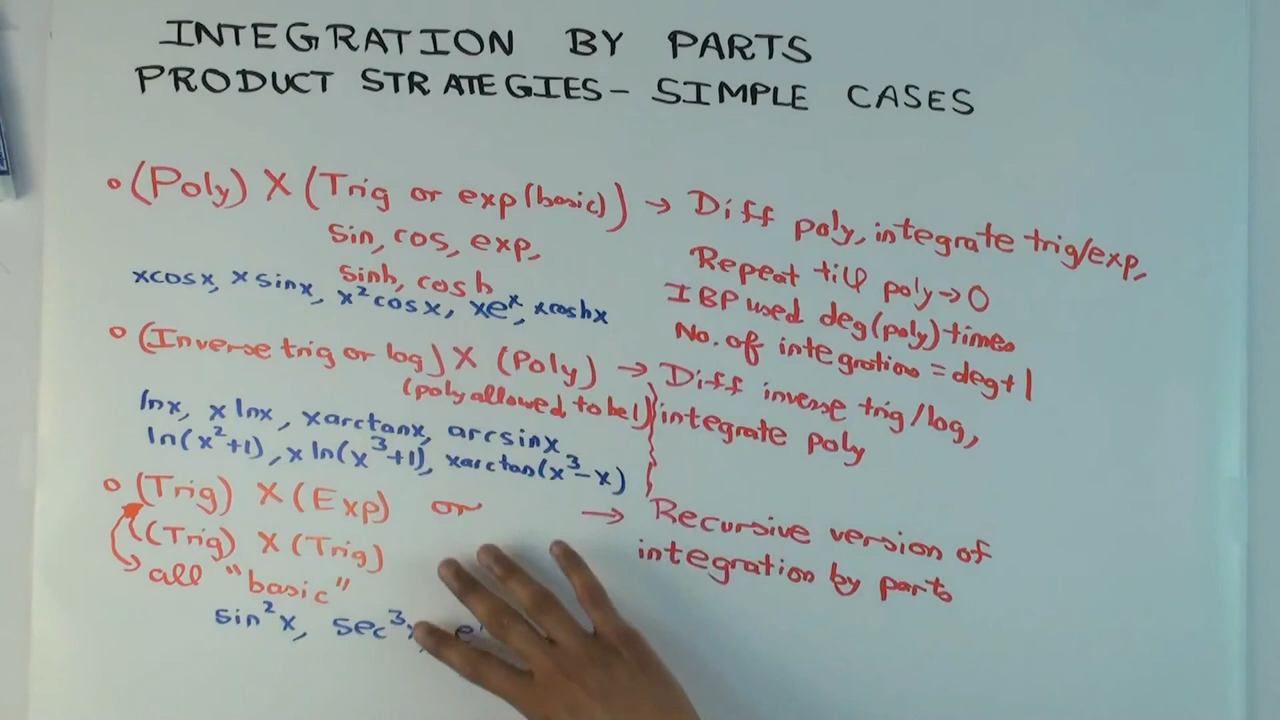 INTEGRATION BY PARTS
PRODUCT STRATEGIES- SIMPLE CASES
o (Poly) X (Trig or exp(basic)) → Diff poly, integrate trig/exp,
sin, cos, exp,
sinh, cosh
Repeat till poly→0
xcosx, xsinx, x²cosx, xeˣ, xcoshx
IBP used deg(poly) times
No. of integrations = deg+1
o (Inverse trig or log) X (Poly) → Diff inverse trig/log,
(poly allowed to be 1)
integrate poly
lnx, xlnx, xarctanx, arcsinx
ln(x²+1), xln(x³+1), xarctan(x³-x)
o (Trig) X (Exp) or → Recursive version of
(Trig) X (Trig)
integration by parts
all "basic"
sin²x, sec³